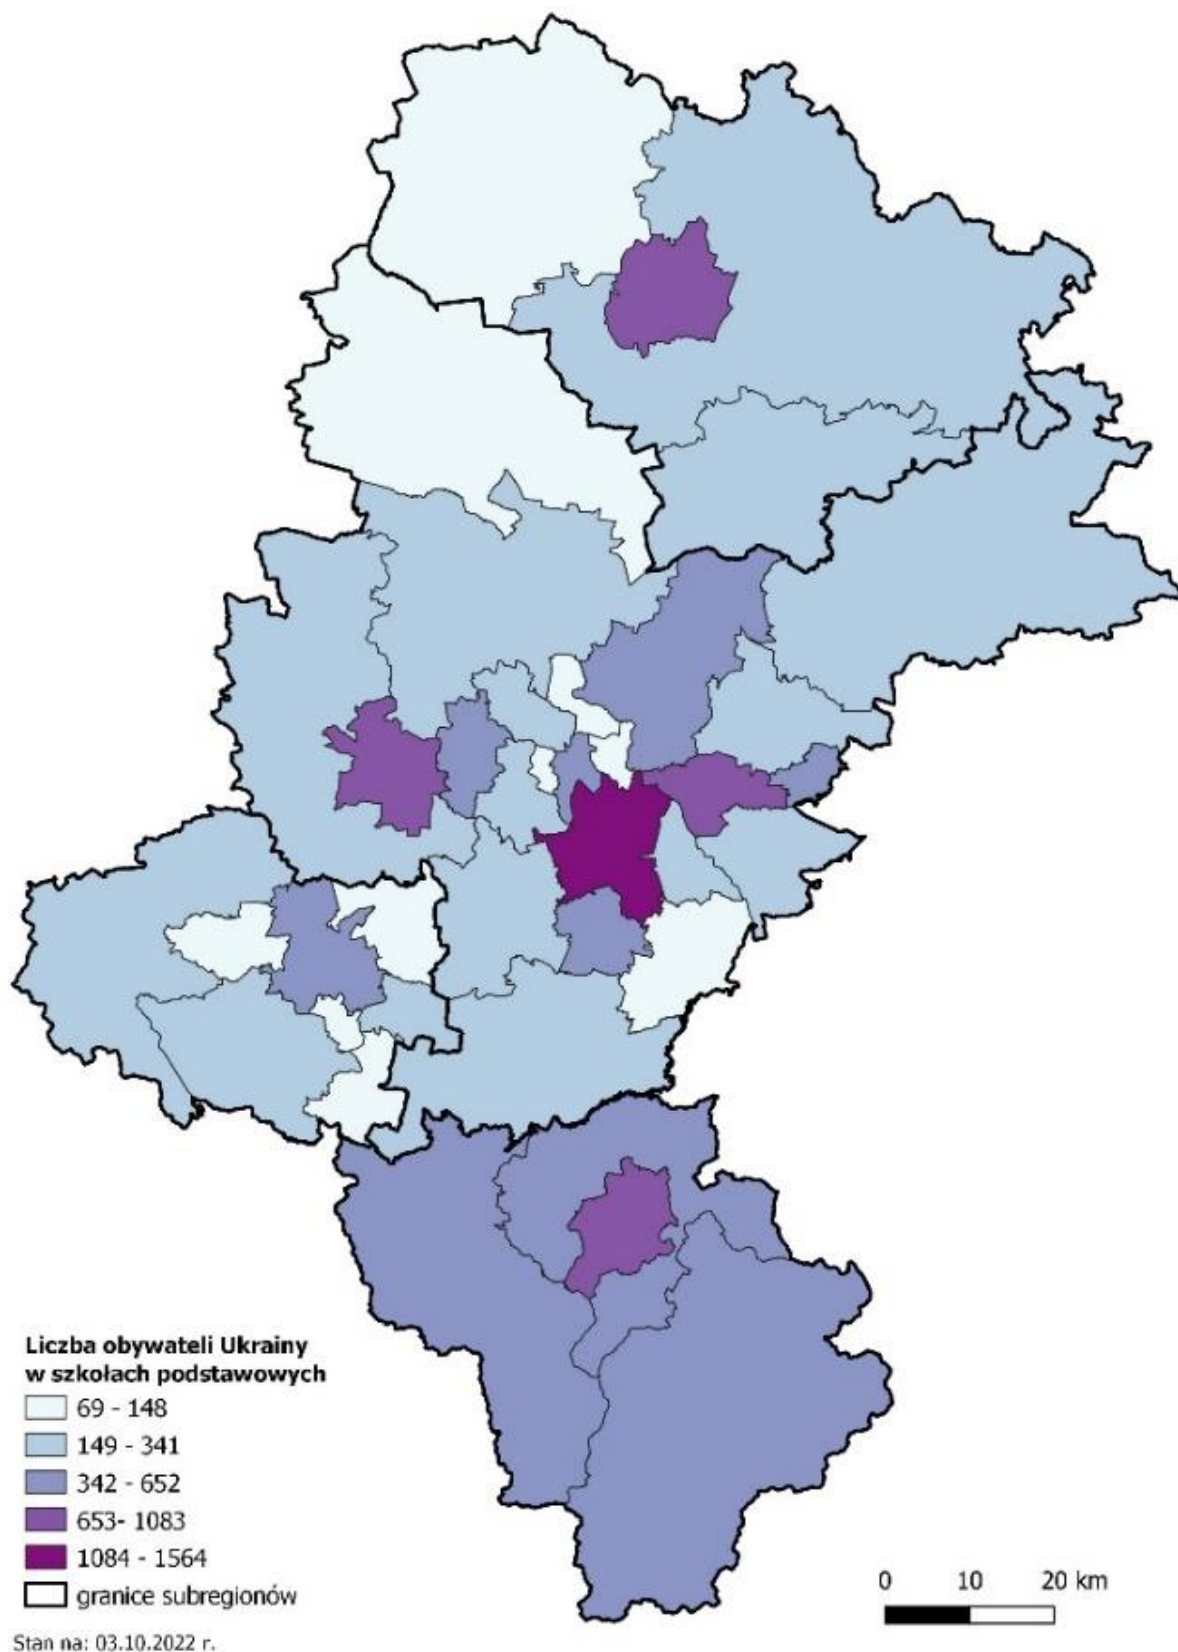 Liczba obywateli Ukrainy
w szkołach podstawowych
69 - 148
149 - 341
342 - 652
653- 1083
1084 - 1564
granice subregionów
0 10 20 km
Stan na: 03.10.2022 r.